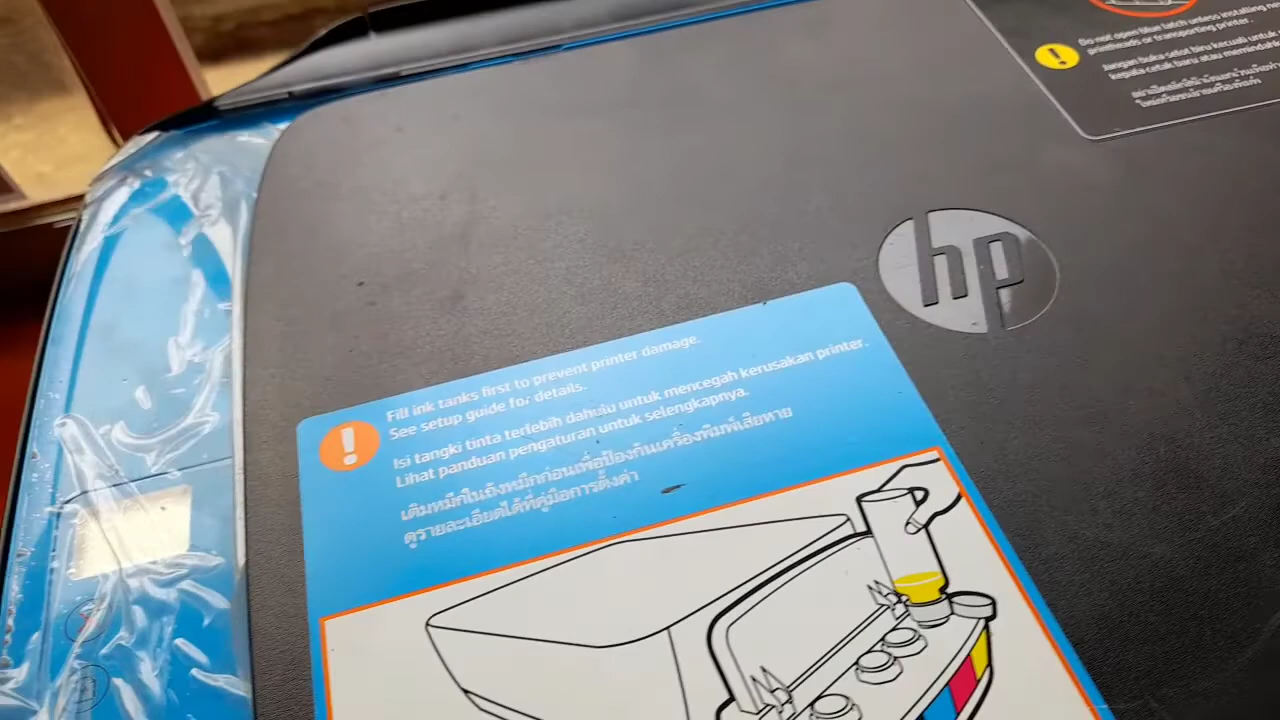 Do not open blue latch unless installing new
printheads or transporting printer.
Jangan buka selot biru kecuali untuk
kepala cetak baru atau memindahk
hp
Fill ink tanks first to prevent printer damage.
See setup guide for details.
Isi tangki tinta terlebih dahulu untuk mencegah kerusakan printer.
Lihat panduan pengaturan untuk selengkapnya.
เติมหมึกในถังหมึกก่อนเพื่อป้องกันเครื่องพิมพ์เสียหาย
ดูรายละเอียดได้ที่คู่มือการตั้งค่า